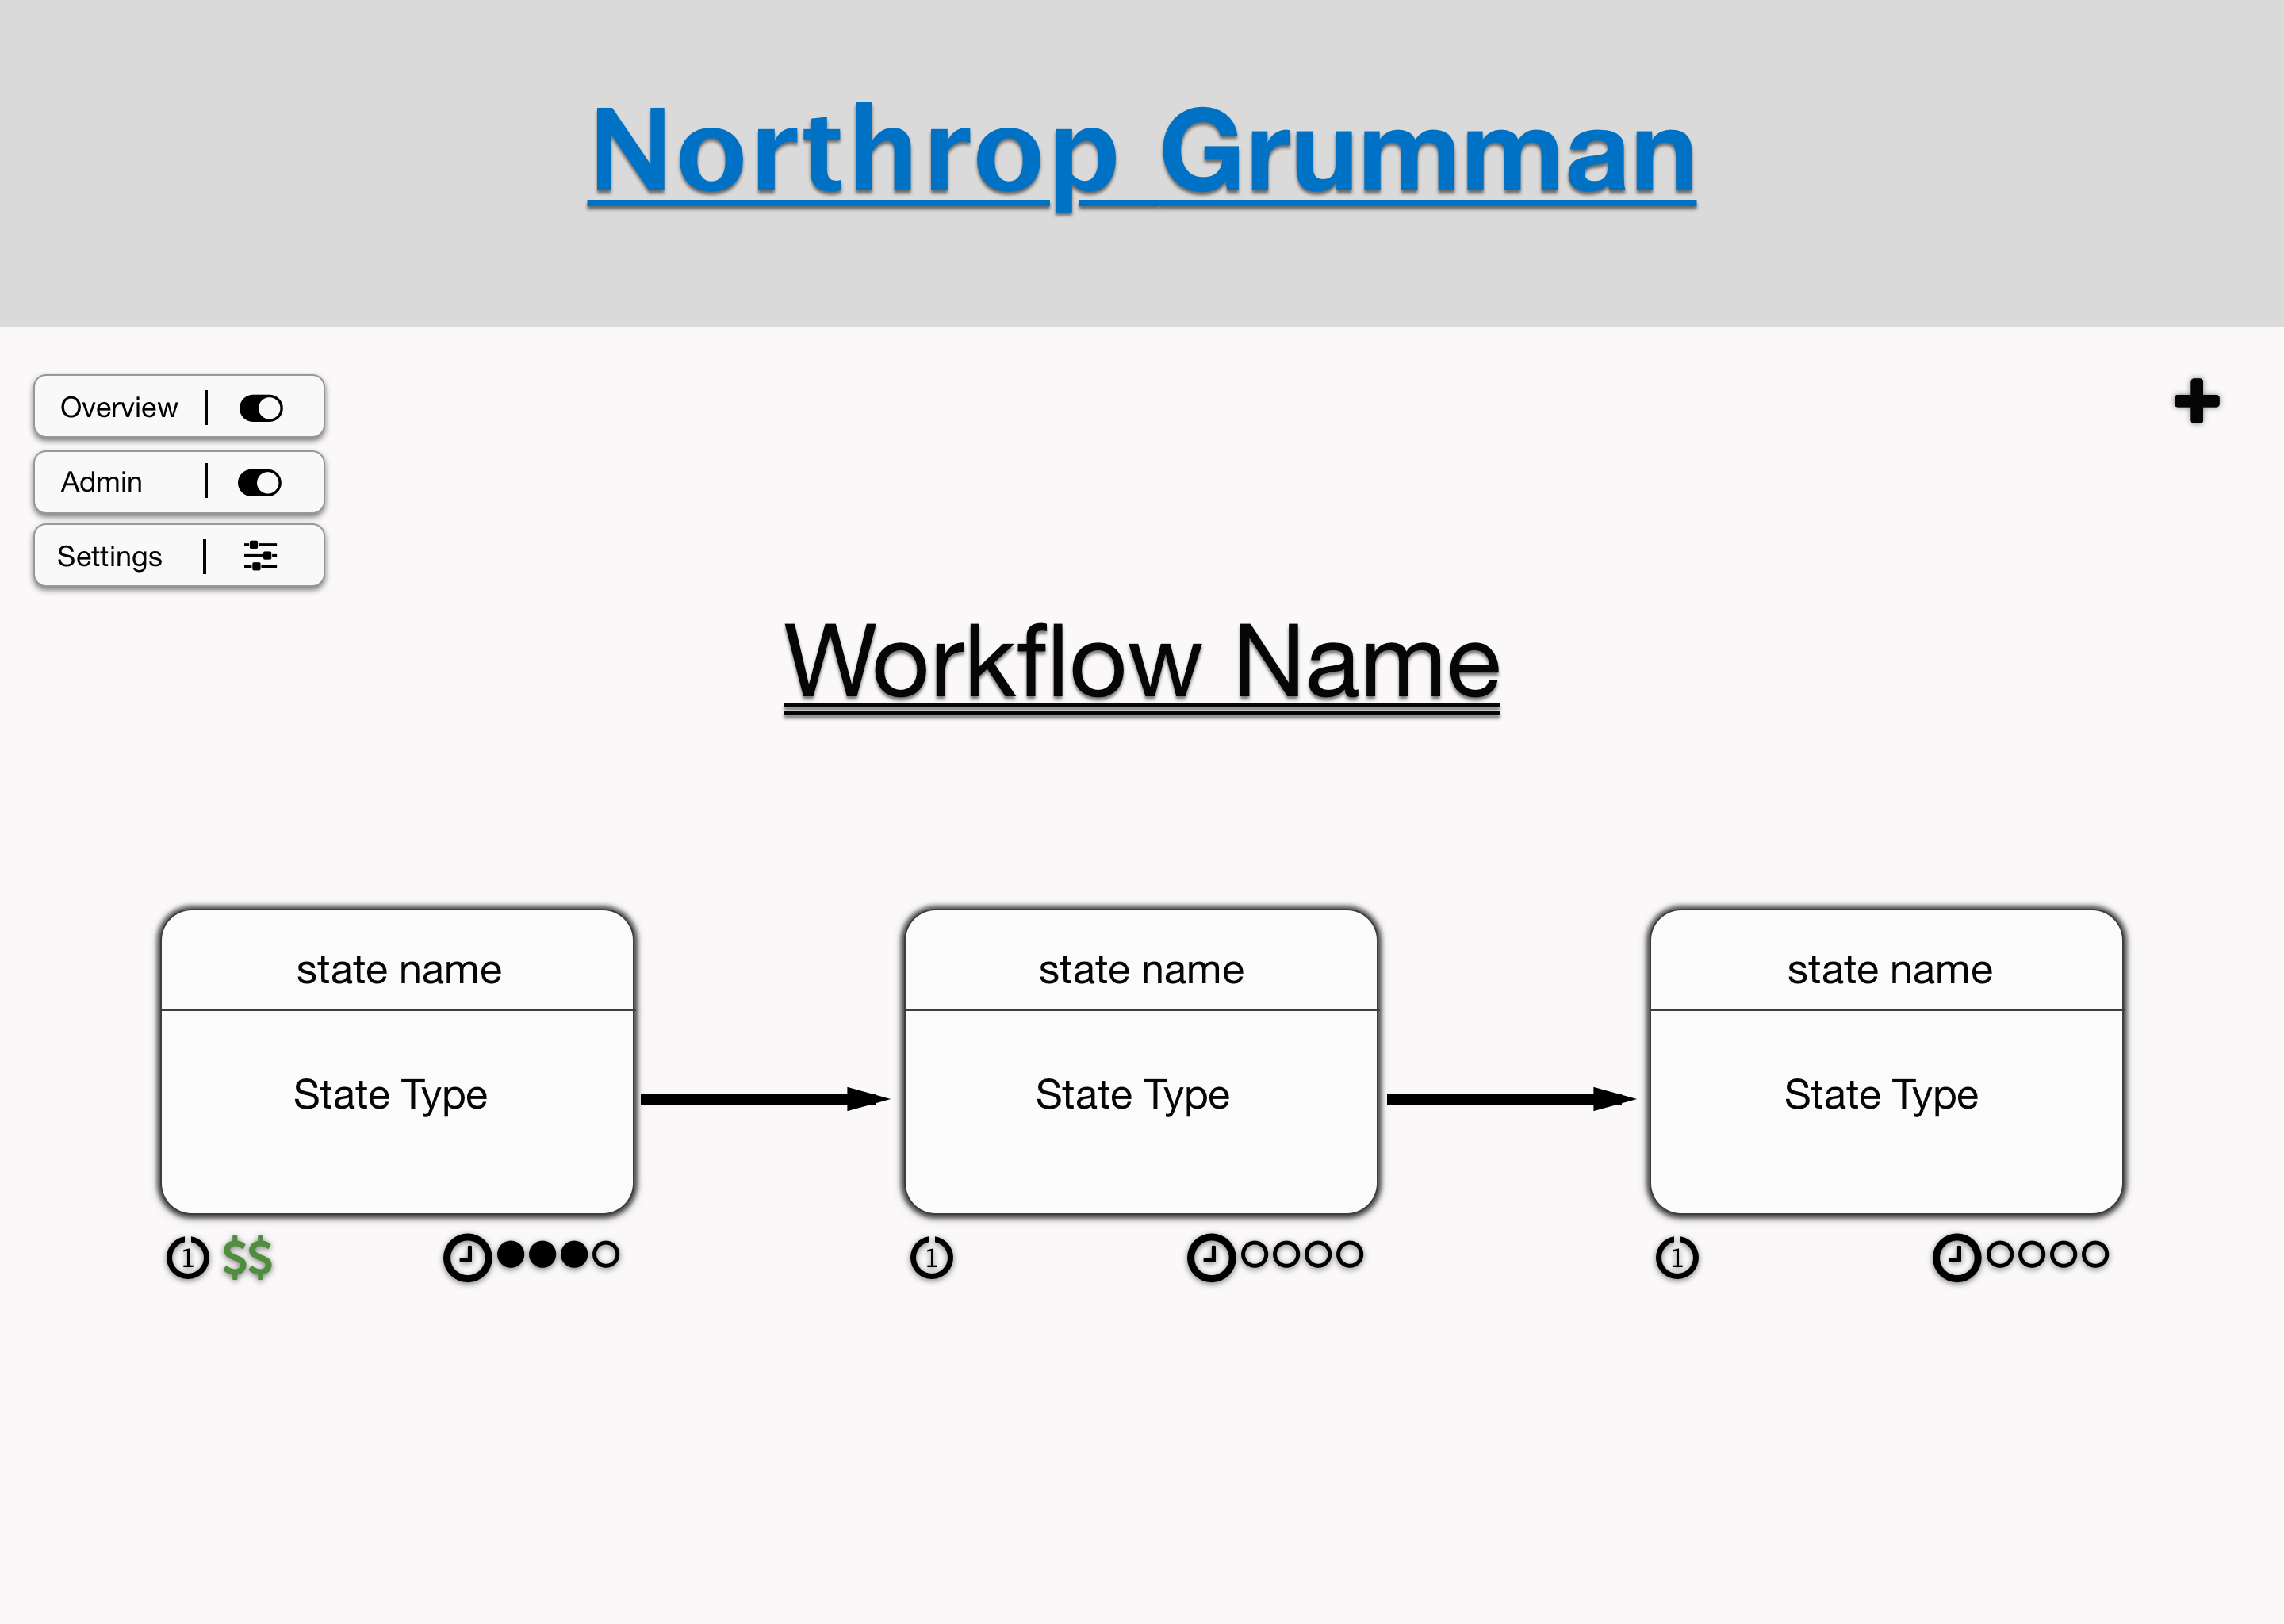 Northrop Grumman
Overview
Admin
Settings
Workflow Name
state name state name state name
State Type State Type State Type
1 $$ 1 1